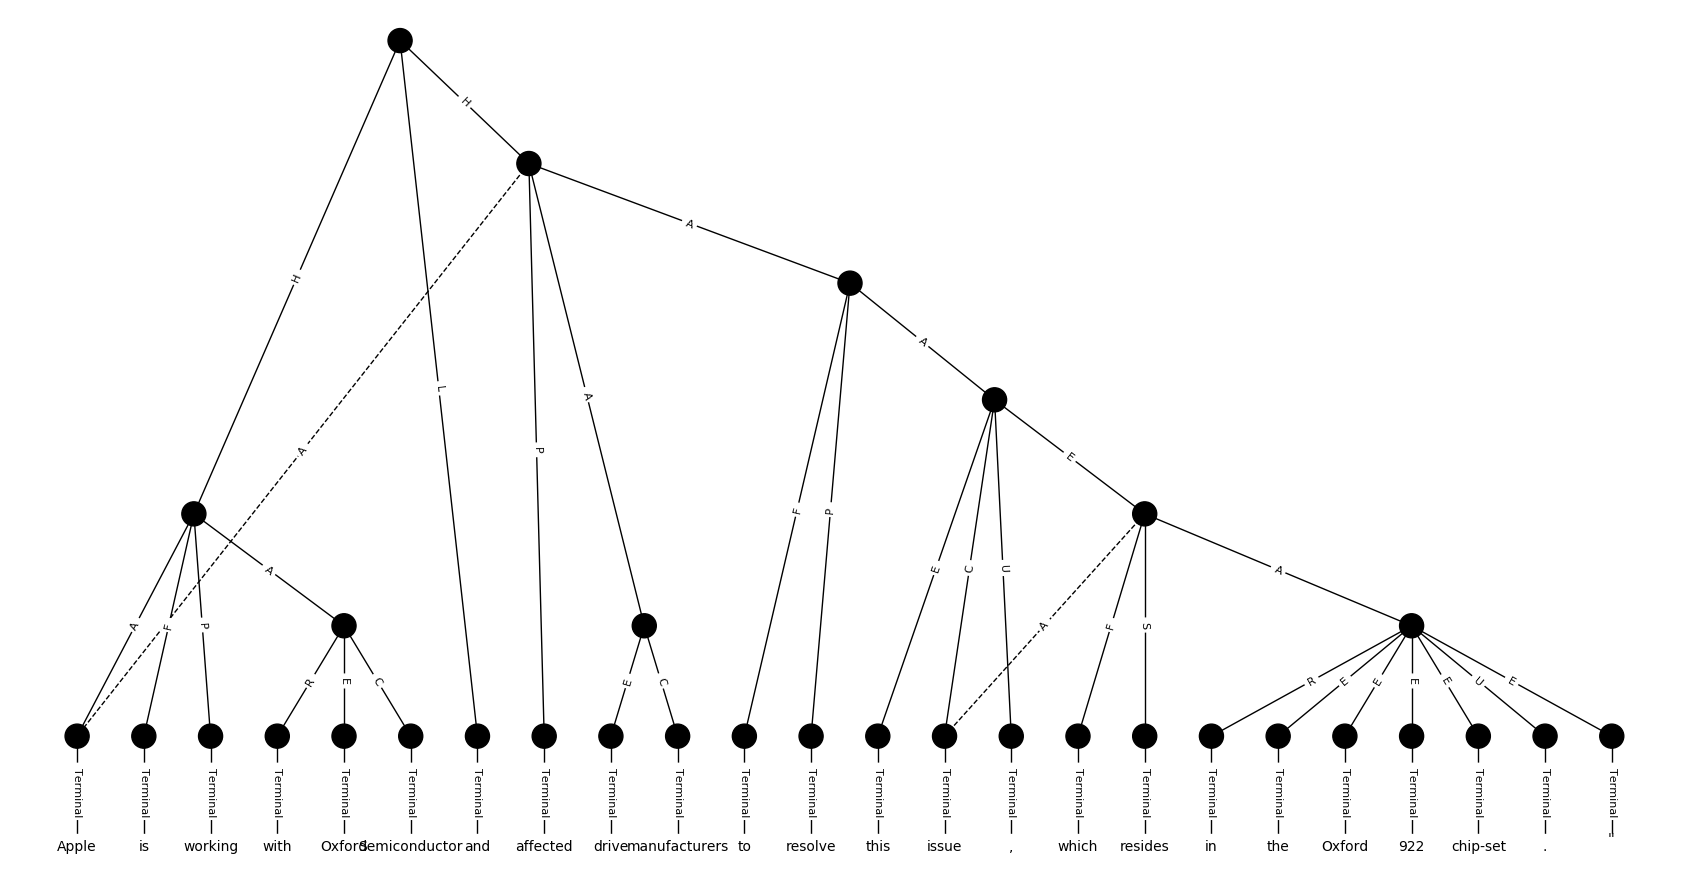 H
A
H
A
L
A
A
P
E
F
P
E
C
U
A
A
A
F
P
A
F
S
R
E
C
E
C
R
E
E
E
E
U
E
Terminal Terminal Terminal Terminal Terminal Terminal Terminal Terminal Terminal Terminal Terminal Terminal Terminal Terminal Terminal Terminal Terminal Terminal Terminal Terminal Terminal Terminal Terminal Terminal
Apple is working with Oxford Semiconductor and affected drive manufacturers to resolve this issue , which resides in the Oxford 922 chip-set . "